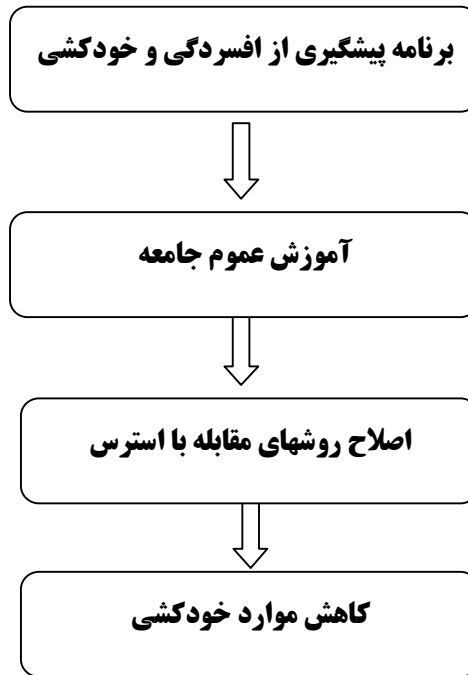 برنامه پیشگیری از افسردگی و خودکشی
آموزش عموم جامعه
اصلاح روشهای مقابله با استرس
کاهش موارد خودکشی